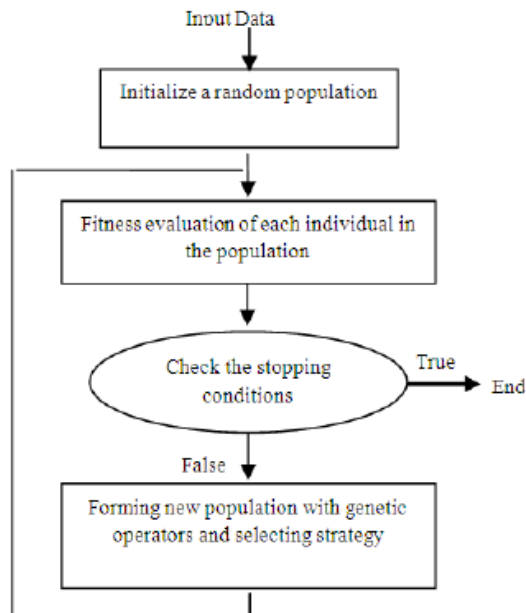 Input Data
Initialize a random population
Fitness evaluation of each individual in
the population
Check the stopping
conditions
True
End
False
Forming new population with genetic
operators and selecting strategy